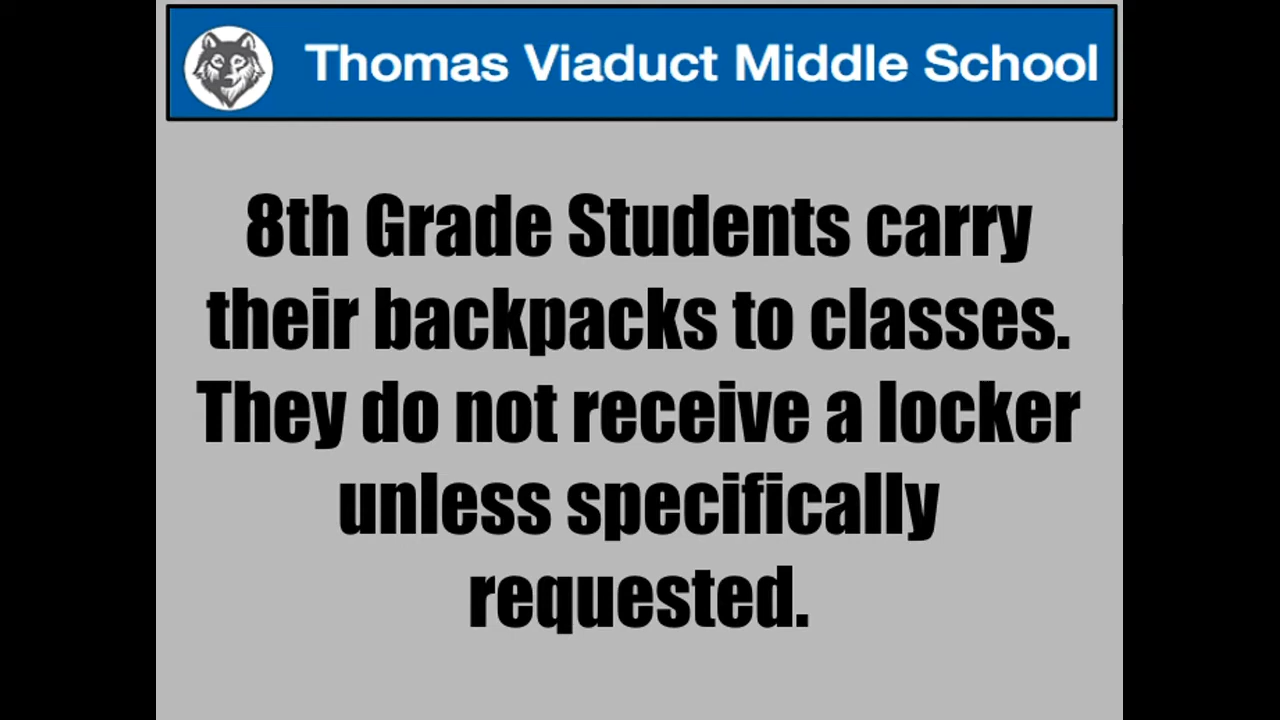 Thomas Viaduct Middle School
8th Grade Students carry
their backpacks to classes.
They do not receive a locker
unless specifically
requested.